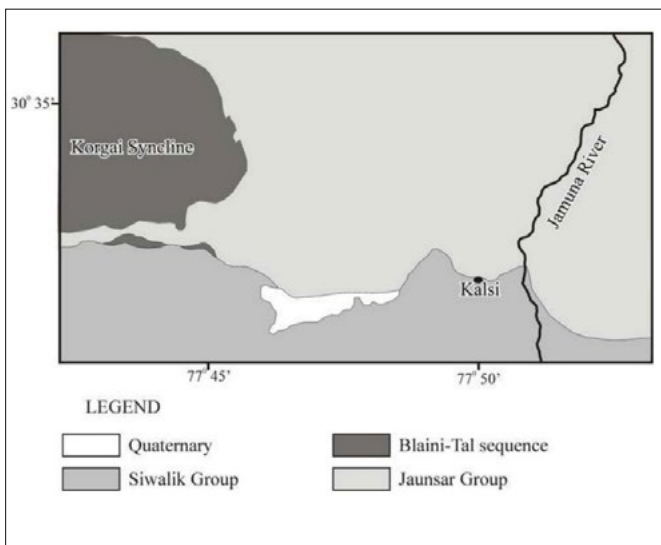 30° 35'
Korgai Syncline
Jamuna River
Kalsi
77° 45'
77° 50'
LEGEND
Quaternary
Blaini-Tal sequence
Siwalik Group
Jaunsar Group